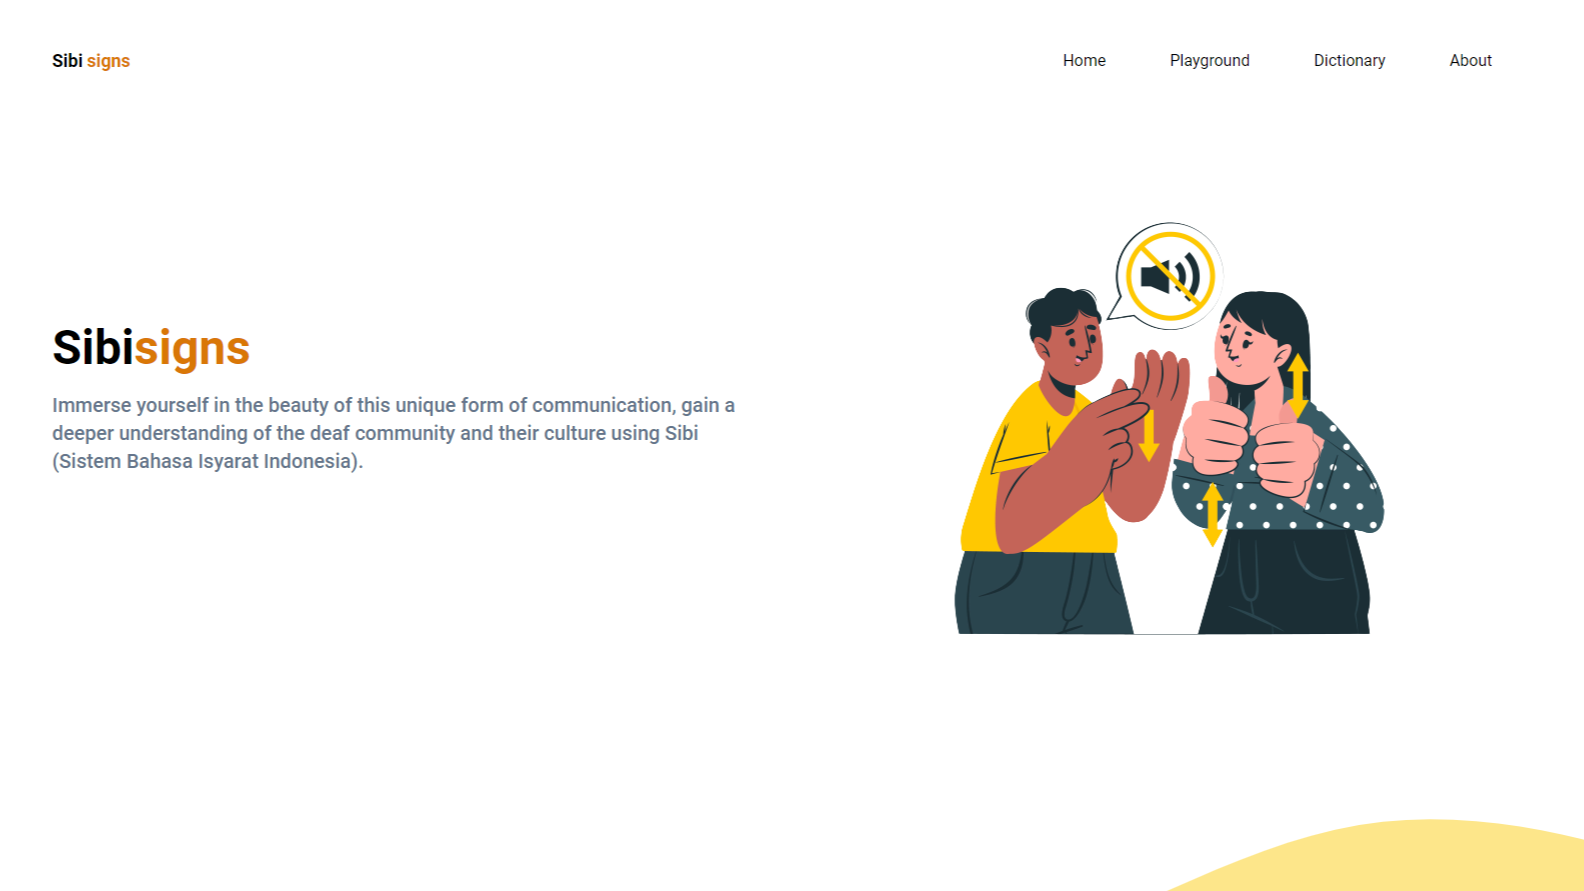 Sibi signs
Home Playground Dictionary About
Sibisigns
Immerse yourself in the beauty of this unique form of communication, gain a
deeper understanding of the deaf community and their culture using Sibi
(Sistem Bahasa Isyarat Indonesia).